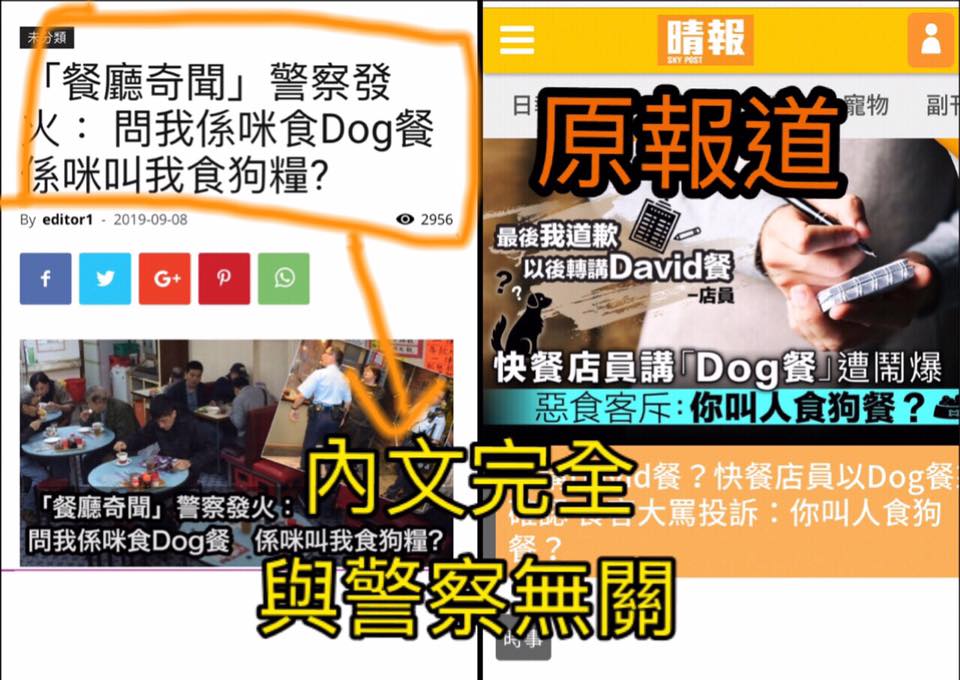 未分類
「餐廳奇聞」警察發
火： 問我係咪食Dog餐
係咪叫我食狗糧?
By editor1 - 2019-09-08
2956
G+
「餐廳奇聞」警察發火：
問我係咪食Dog餐 係咪叫我食狗糧?
內文完全
與警察無關
晴報
SKY POST
日
寵物
副刊
原報道
最後我道歉
以後轉講David餐
–店員
??
快餐店員講「Dog餐」遭鬧爆
惡食客斥:你叫人食狗餐？
餐？快餐店員以Dog餐
食客大罵投訴：你叫人食狗
餐？
時事